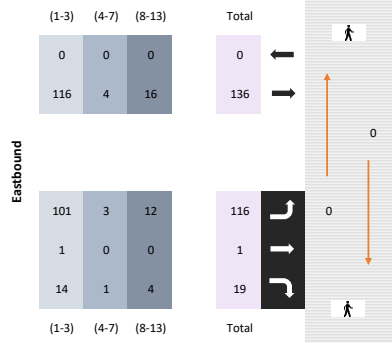 (1-3) (4-7) (8-13) Total
0 0 0 0
116 4 16 136
0
Eastbound
101 3 12 116 0
1 0 0 1
14 1 4 19
(1-3) (4-7) (8-13) Total